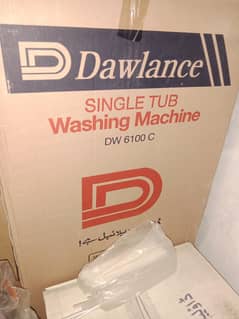 Dawlance
SINGLE TUB
Washing Machine
DW 6100 C